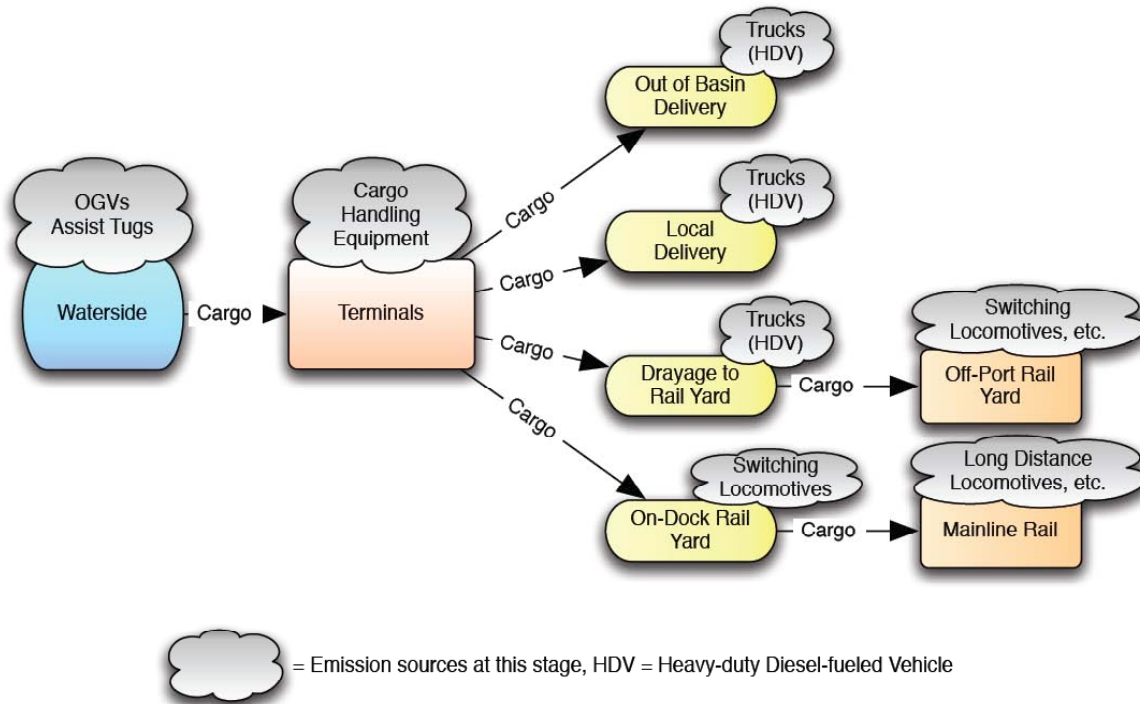 Trucks
(HDV)
Out of Basin
Delivery
OGVs
Assist Tugs
Waterside
Cargo
Cargo
Handling
Equipment
Terminals
Cargo
Trucks
(HDV)
Local
Delivery
Cargo
Trucks
(HDV)
Drayage to
Rail Yard
Cargo
Cargo
Switching
Locomotives, etc.
Off-Port Rail
Yard
Cargo
Switching
Locomotives
On-Dock Rail
Yard
Cargo
Long Distance
Locomotives, etc.
Mainline Rail
= Emission sources at this stage, HDV = Heavy-duty Diesel-fueled Vehicle